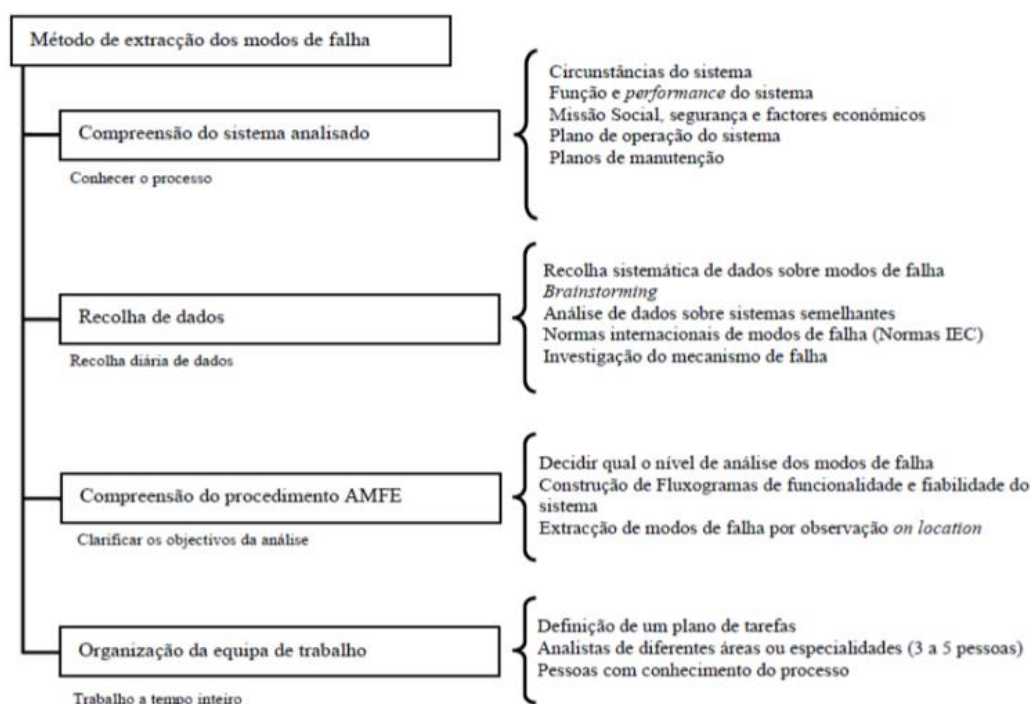 Método de extracção dos modos de falha
Compreensão do sistema analisado
Conhecer o processo
Circunstâncias do sistema
Função e performance do sistema
Missão Social, segurança e factores económicos
Plano de operação do sistema
Planos de manutenção
Recolha de dados
Recolha diária de dados
Recolha sistemática de dados sobre modos de falha
Brainstorming
Análise de dados sobre sistemas semelhantes
Normas internacionais de modos de falha (Normas IEC)
Investigação do mecanismo de falha
Compreensão do procedimento AMFE
Clarificar os objectivos da análise
Decidir qual o nível de análise dos modos de falha
Construção de Fluxogramas de funcionalidade e fiabilidade do
sistema
Extracção de modos de falha por observação on location
Organização da equipa de trabalho
Trabalho a tempo inteiro
Definição de um plano de tarefas
Analistas de diferentes áreas ou especialidades (3 a 5 pessoas)
Pessoas com conhecimento do processo